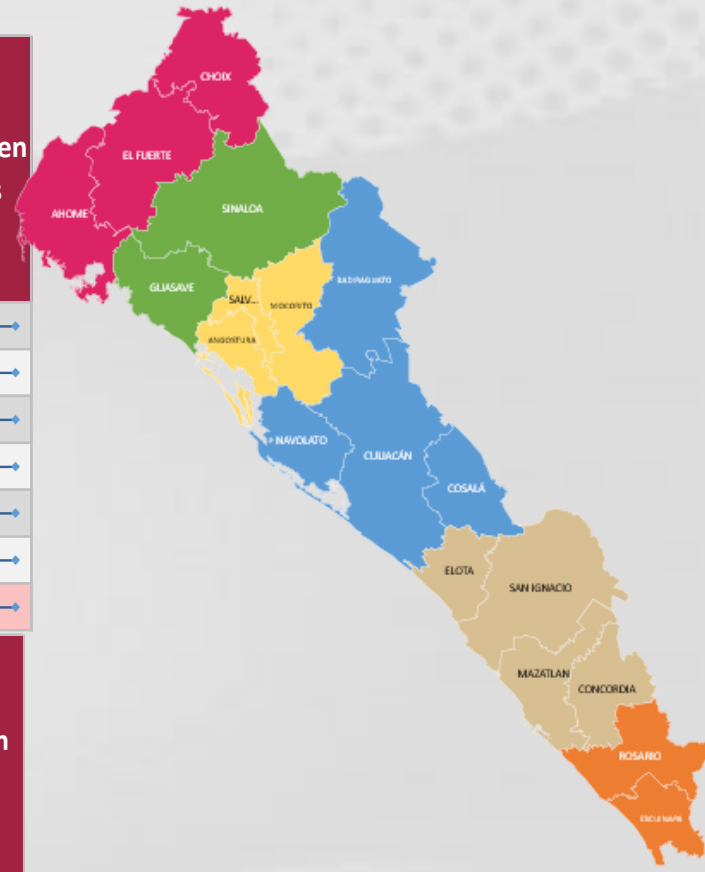 CHOIX
en
EL FUERTE
s
AHOME
SINALOA
BADIRAGUATO
GUASAVE
SALV...
MOCORITO
ANGOSTURA
NAVOLATO
CULIACÁN
COSALÁ
ELOTA
SAN IGNACIO
MAZATLAN
CONCORDIA
n
ROSARIO
ESCUINAPA